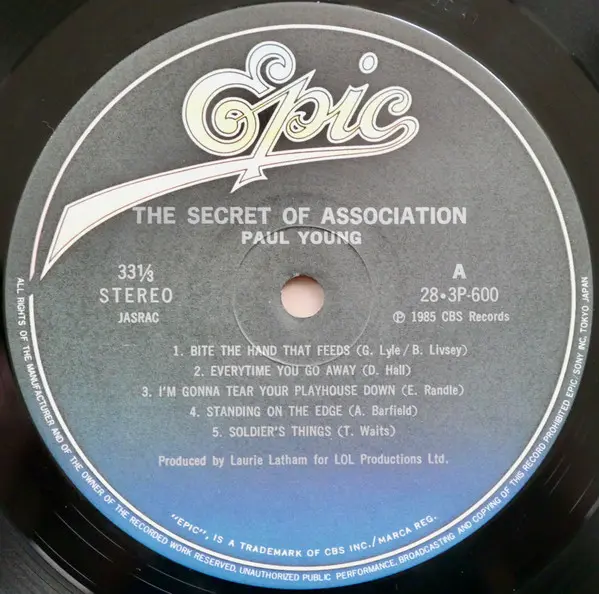 Epic
THE SECRET OF ASSOCIATION
PAUL YOUNG
33 1/3
STEREO
JASRAC
A
28・3P-600
℗ 1985 CBS Records
1. BITE THE HAND THAT FEEDS (G. Lyle/B. Livsey)
2. EVERYTIME YOU GO AWAY (D. Hall)
3. I'M GONNA TEAR YOUR PLAYHOUSE DOWN (E. Randle)
4. STANDING ON THE EDGE (A. Barfield)
5. SOLDIER'S THINGS (T. Waits)
Produced by Laurie Latham for LOL Productions Ltd.
"EPIC", IS A TRADEMARK OF CBS INC./MARCA REG.
ALL RIGHTS OF THE MANUFACTURER AND OF THE OWNER OF THE RECORDED WORK RESERVED, UNAUTHORIZED PUBLIC PERFORMANCE, BROADCASTING AND COPYING OF THIS RECORD PROHIBITED EPIC/SONY INC. TOKYO JAPAN